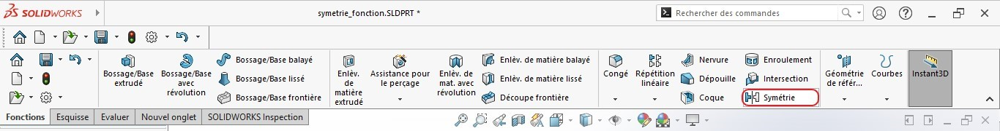 SOLIDWORKS
symetrie_fonction.SLDPRT *
Rechercher des commandes
Bossage/Base
extrudé
Bossage/Base
avec
révolution
Bossage/Base balayé
Bossage/Base lissé
Bossage/Base frontière
Enlèv.
de
matière
extrudé
Assistance pour
le perçage
Enlèv. de
mat. avec
révolution
Enlèv. de matière balayé
Enlèv. de matière lissé
Découpe frontière
Congé
Répétition
linéaire
Nervure
Dépouille
Coque
Enroulement
Intersection
Symétrie
Géométrie
de référ...
Courbes
Instant3D
Fonctions
Esquisse
Evaluer
Nouvel onglet
SOLIDWORKS Inspection